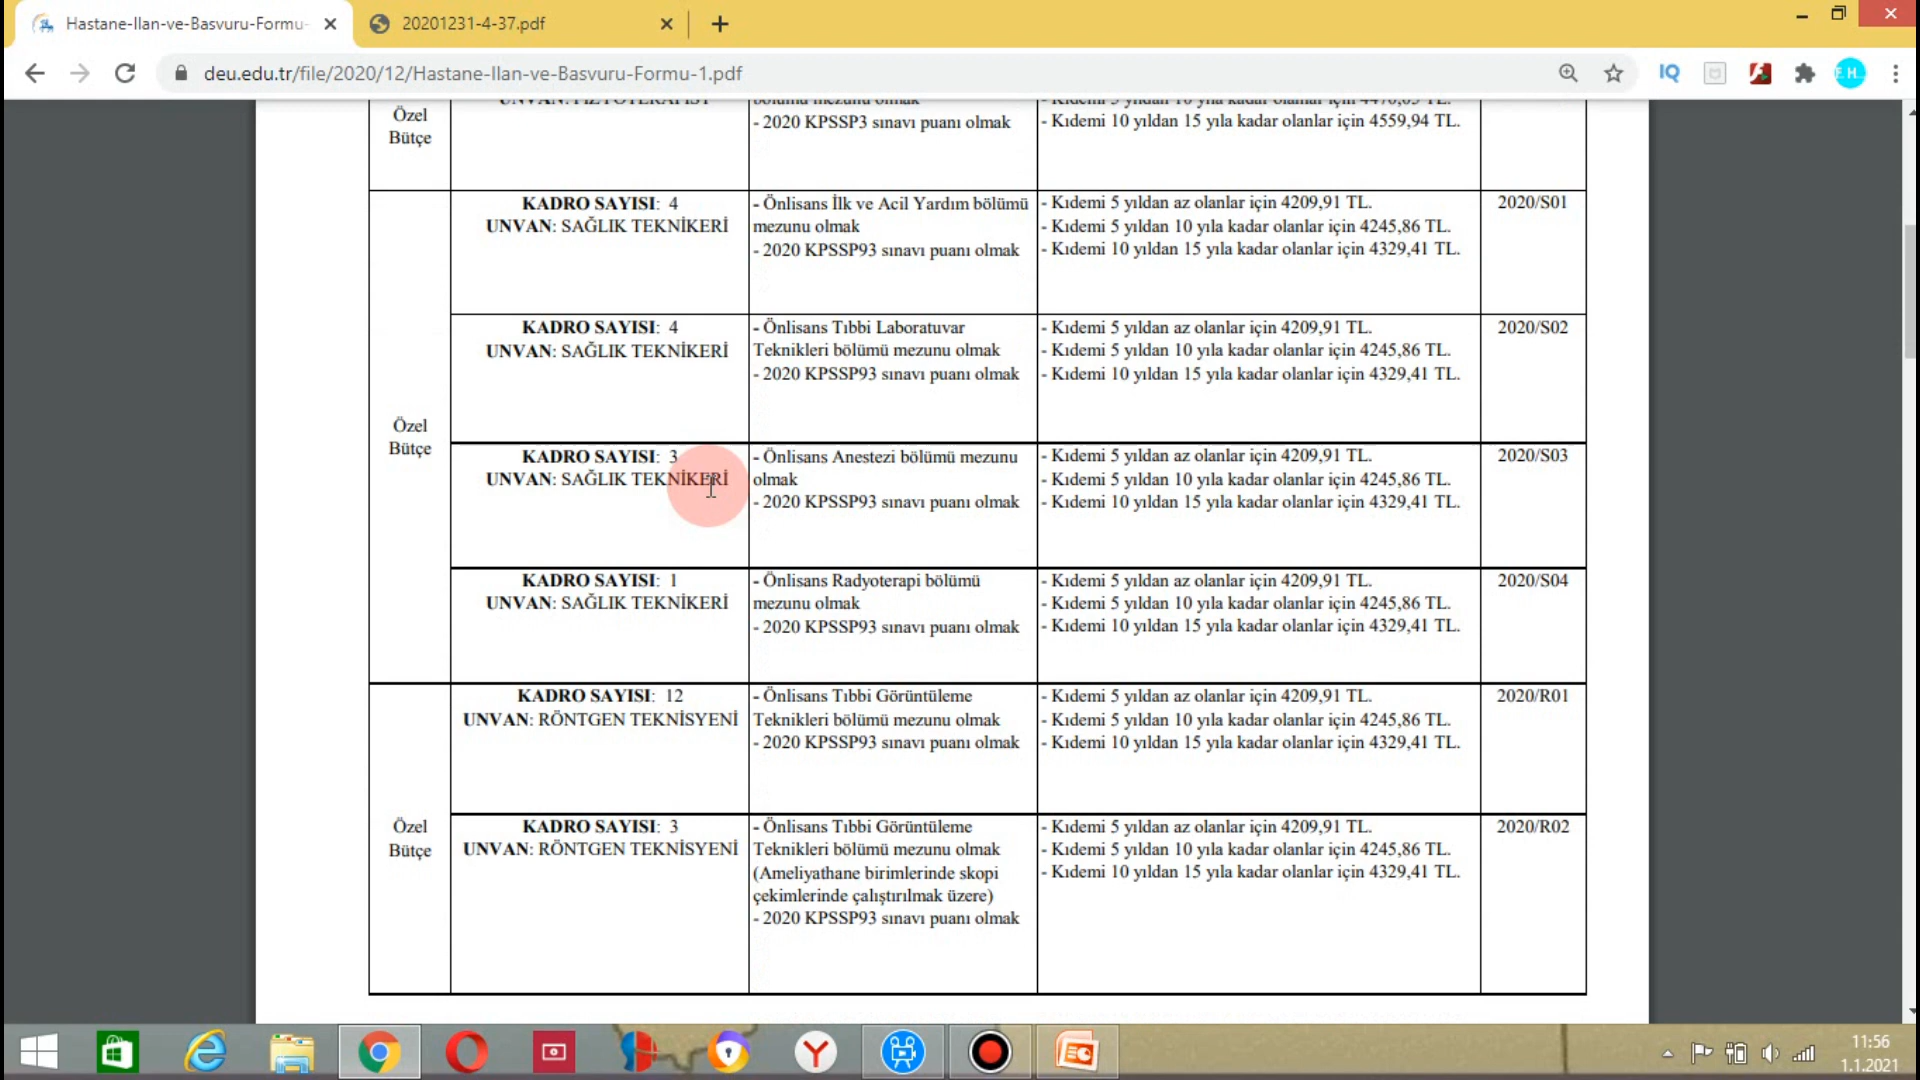 Hastane-Ilan-ve-Basvuru-Formu-
20201231-4-37.pdf
deu.edu.tr/file/2020/12/Hastane-Ilan-ve-Basvuru-Formu-1.pdf
IQ
E. H...
Özel
Bütçe
UNVAN: FİZYOTERAPİST
bölümü mezunu olmak
- 2020 KPSSP3 sınavı puanı olmak
- Kıdemi 10 yıldan 15 yıla kadar olanlar için 4559,94 TL.
Özel
Bütçe
KADRO SAYISI: 4
UNVAN: SAĞLIK TEKNİKERİ
- Önlisans İlk ve Acil Yardım bölümü
mezunu olmak
- 2020 KPSSP93 sınavı puanı olmak
- Kıdemi 5 yıldan az olanlar için 4209,91 TL.
- Kıdemi 5 yıldan 10 yıla kadar olanlar için 4245,86 TL.
- Kıdemi 10 yıldan 15 yıla kadar olanlar için 4329,41 TL.
2020/S01
KADRO SAYISI: 4
UNVAN: SAĞLIK TEKNİKERİ
- Önlisans Tıbbi Laboratuvar
Teknikleri bölümü mezunu olmak
- 2020 KPSSP93 sınavı puanı olmak
- Kıdemi 5 yıldan az olanlar için 4209,91 TL.
- Kıdemi 5 yıldan 10 yıla kadar olanlar için 4245,86 TL.
- Kıdemi 10 yıldan 15 yıla kadar olanlar için 4329,41 TL.
2020/S02
KADRO SAYISI: 3
UNVAN: SAĞLIK TEKNİKERİ
- Önlisans Anestezi bölümü mezunu
olmak
- 2020 KPSSP93 sınavı puanı olmak
- Kıdemi 5 yıldan az olanlar için 4209,91 TL.
- Kıdemi 5 yıldan 10 yıla kadar olanlar için 4245,86 TL.
- Kıdemi 10 yıldan 15 yıla kadar olanlar için 4329,41 TL.
2020/S03
KADRO SAYISI: 1
UNVAN: SAĞLIK TEKNİKERİ
- Önlisans Radyoterapi bölümü
mezunu olmak
- 2020 KPSSP93 sınavı puanı olmak
- Kıdemi 5 yıldan az olanlar için 4209,91 TL.
- Kıdemi 5 yıldan 10 yıla kadar olanlar için 4245,86 TL.
- Kıdemi 10 yıldan 15 yıla kadar olanlar için 4329,41 TL.
2020/S04
Özel
Bütçe
KADRO SAYISI: 12
UNVAN: RÖNTGEN TEKNİSYENİ
- Önlisans Tıbbi Görüntüleme
Teknikleri bölümü mezunu olmak
- 2020 KPSSP93 sınavı puanı olmak
- Kıdemi 5 yıldan az olanlar için 4209,91 TL.
- Kıdemi 5 yıldan 10 yıla kadar olanlar için 4245,86 TL.
- Kıdemi 10 yıldan 15 yıla kadar olanlar için 4329,41 TL.
2020/R01
KADRO SAYISI: 3
UNVAN: RÖNTGEN TEKNİSYENİ
- Önlisans Tıbbi Görüntüleme
Teknikleri bölümü mezunu olmak
(Ameliyathane birimlerinde skopi
çekimlerinde çalıştırılmak üzere)
- 2020 KPSSP93 sınavı puanı olmak
- Kıdemi 5 yıldan az olanlar için 4209,91 TL.
- Kıdemi 5 yıldan 10 yıla kadar olanlar için 4245,86 TL.
- Kıdemi 10 yıldan 15 yıla kadar olanlar için 4329,41 TL.
2020/R02
11:56
1.1.2021